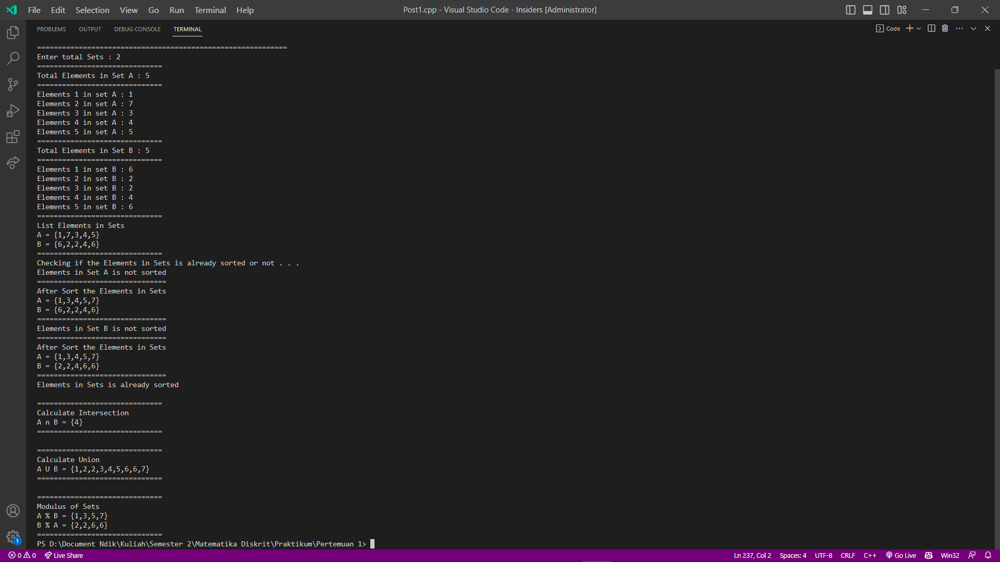 File Edit Selection View Go Run Terminal Help
Post1.cpp - Visual Studio Code - Insiders [Administrator]
PROBLEMS OUTPUT DEBUG CONSOLE TERMINAL
Code
============================================================
Enter total Sets : 2
==============================
Total Elements in Set A : 5
==============================
Elements 1 in set A : 1
Elements 2 in set A : 7
Elements 3 in set A : 3
Elements 4 in set A : 4
Elements 5 in set A : 5
==============================
Total Elements in Set B : 5
==============================
Elements 1 in set B : 6
Elements 2 in set B : 2
Elements 3 in set B : 2
Elements 4 in set B : 4
Elements 5 in set B : 6
==============================
List Elements in Sets
A = {1,7,3,4,5}
B = {6,2,2,4,6}
==============================
Checking if the Elements in Sets is already sorted or not . . .
Elements in Set A is not sorted
===============================
After Sort the Elements in Sets
A = {1,3,4,5,7}
B = {6,2,2,4,6}
===============================
Elements in Set B is not sorted
===============================
After Sort the Elements in Sets
A = {1,3,4,5,7}
B = {2,2,4,6,6}
===============================
Elements in Sets is already sorted
==============================
Calculate Intersection
A n B = {4}
==============================
==============================
Calculate Union
A U B = {1,2,2,3,4,5,6,6,7}
==============================
==============================
Modulus of Sets
A % B = {1,3,5,7}
B % A = {2,2,6,6}
==============================
PS D:\Document Ndik\Kuliah\Semester 2\Matematika Diskrit\Praktikum\Pertemuan 1>
1
0 0 Live Share
Ln 237, Col 2 Spaces: 4 UTF-8 CRLF C++ Go Live Win32